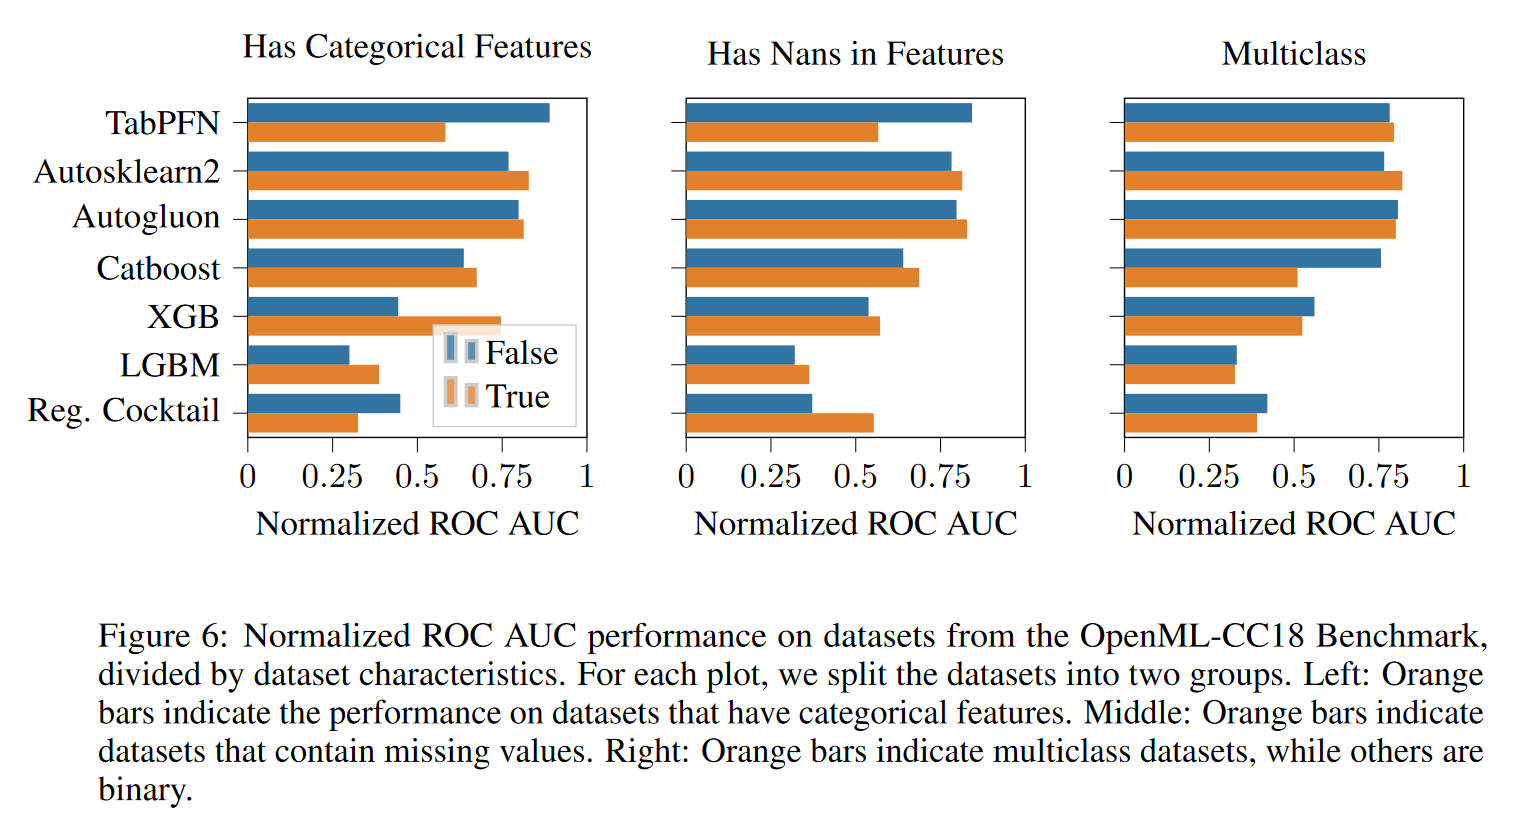 Has Categorical Features
Has Nans in Features
Multiclass
TabPFN
Autosklearn2
Autogluon
Catboost
XGB
LGBM
Reg. Cocktail
False
True
0 0.25 0.5 0.75 1
0 0.25 0.5 0.75 1
0 0.25 0.5 0.75 1
Normalized ROC AUC
Normalized ROC AUC
Normalized ROC AUC
Figure 6: Normalized ROC AUC performance on datasets from the OpenML-CC18 Benchmark,
divided by dataset characteristics. For each plot, we split the datasets into two groups. Left: Orange
bars indicate the performance on datasets that have categorical features. Middle: Orange bars indicate
datasets that contain missing values. Right: Orange bars indicate multiclass datasets, while others are
binary.